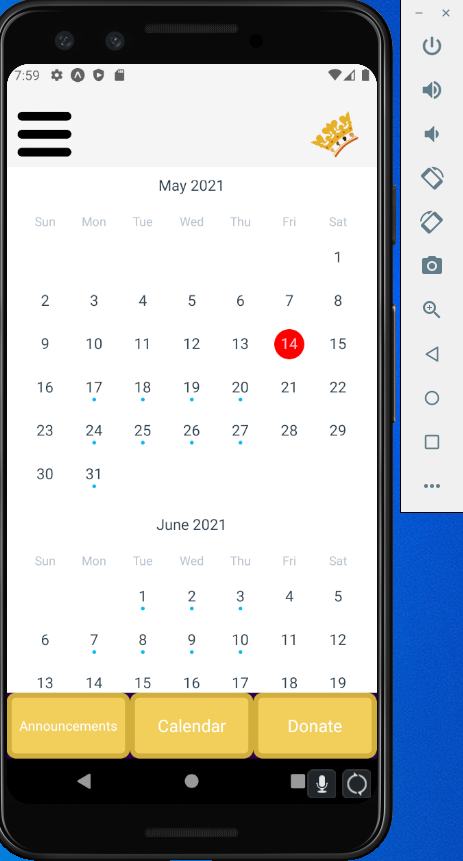 7:59
May 2021
Sun Mon Tue Wed Thu Fri Sat
1
2 3 4 5 6 7 8
9 10 11 12 13 14 15
16 17 18 19 20 21 22
23 24 25 26 27 28 29
30 31
June 2021
Sun Mon Tue Wed Thu Fri Sat
1 2 3 4 5
6 7 8 9 10 11 12
13 14 15 16 17 18 19
Announcements Calendar Donate